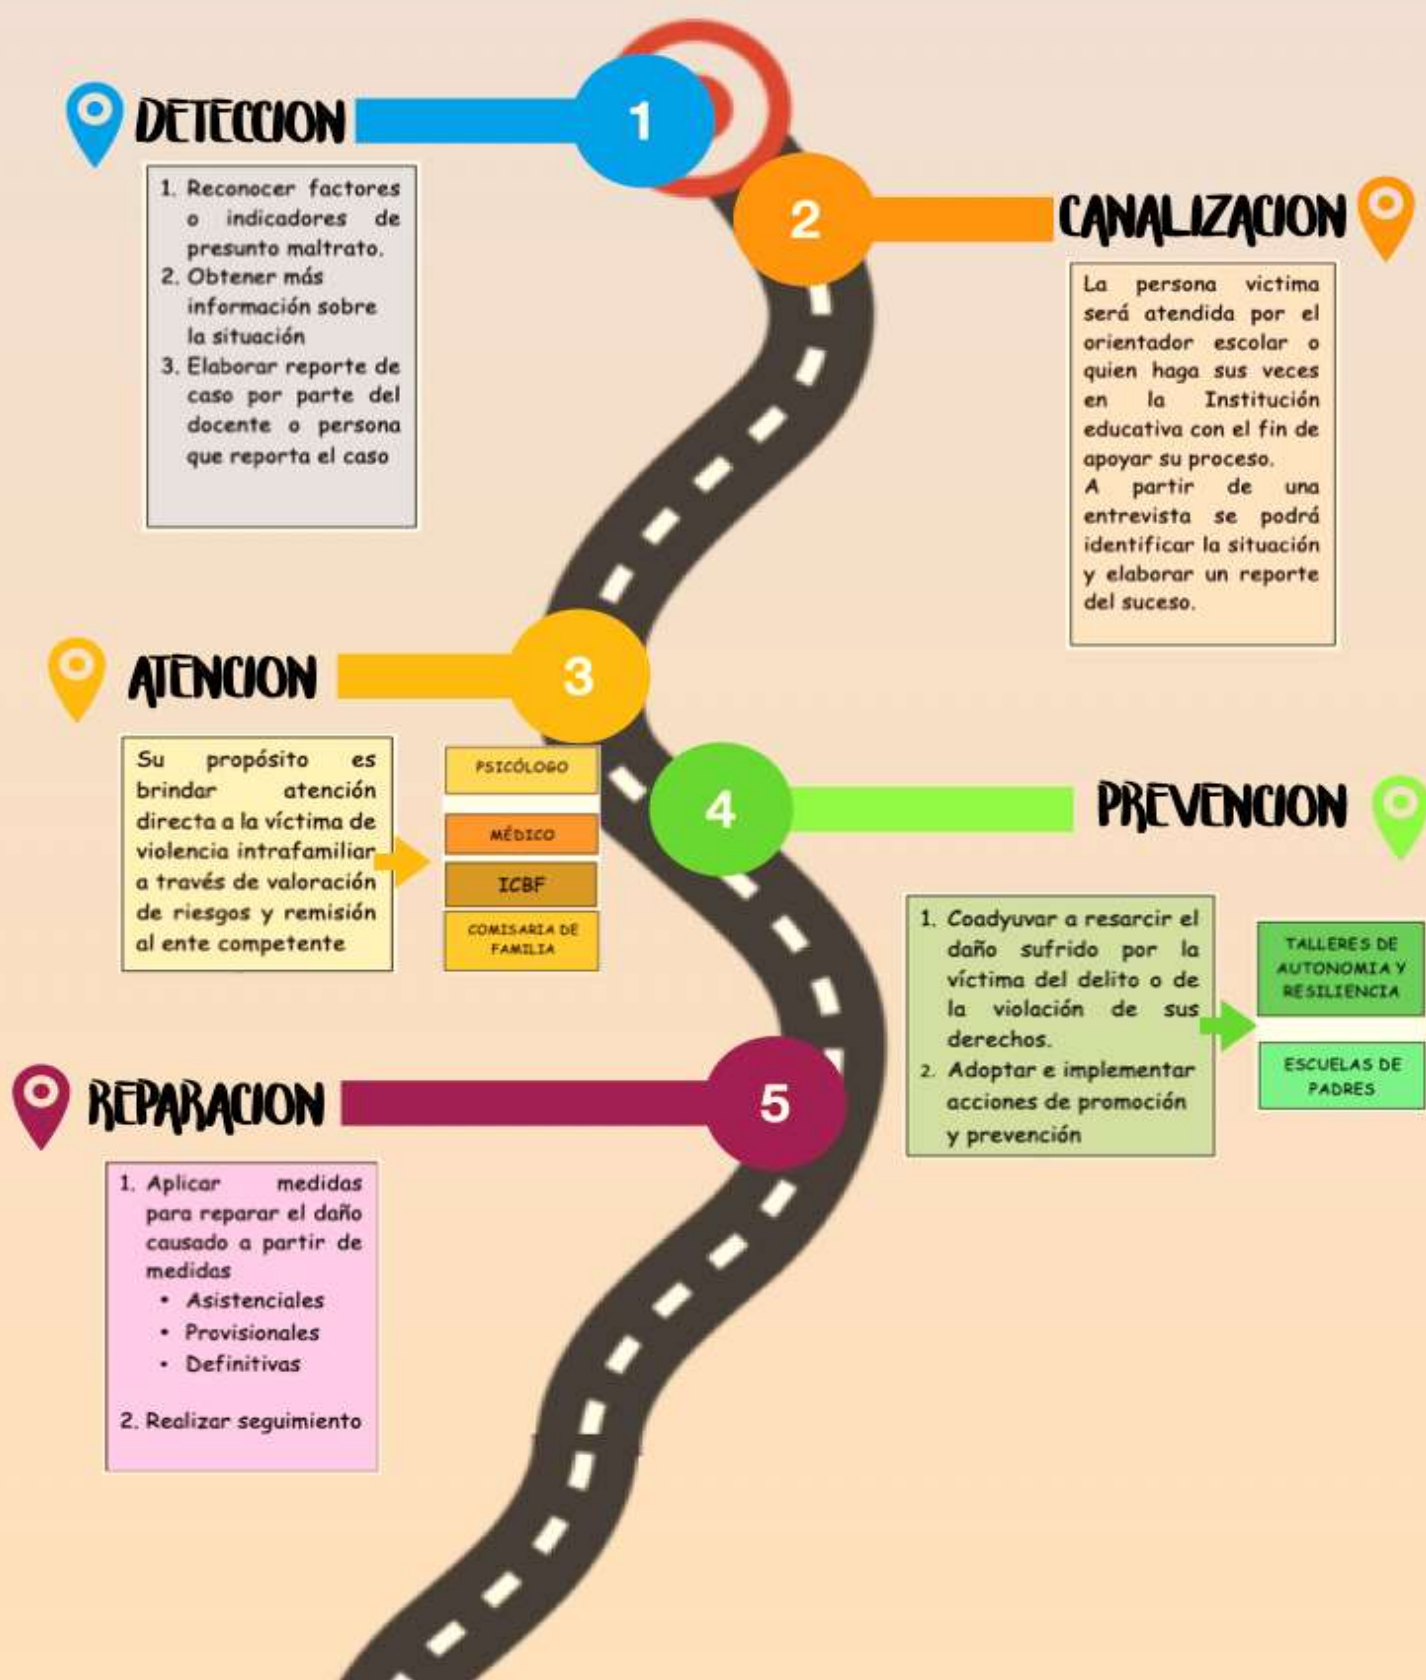 DETECCION
1
1. Reconocer factores
o indicadores de
presunto maltrato.
2. Obtener más
información sobre
la situación
3. Elaborar reporte de
caso por parte del
docente o persona
que reporta el caso
2
CANALIZACION
La persona victima
será atendida por el
orientador escolar o
quien haga sus veces
en la Institución
educativa con el fin de
apoyar su proceso.
A partir de una
entrevista se podrá
identificar la situación
y elaborar un reporte
del suceso.
ATENCION
3
Su propósito es
brindar atención
directa a la víctima de
violencia intrafamiliar
a través de valoración
de riesgos y remisión
al ente competente
PSICÓLOGO
MÉDICO
ICBF
COMISARIA DE
FAMILIA
4
PREVENCION
1. Coadyuvar a resarcir el
daño sufrido por la
víctima del delito o de
la violación de sus
derechos.
2. Adoptar e implementar
acciones de promoción
y prevención
TALLERES DE
AUTONOMIA Y
RESILIENCIA
ESCUELAS DE
PADRES
REPARACION
5
1. Aplicar medidas
para reparar el daño
causado a partir de
medidas
• Asistenciales
• Provisionales
• Definitivas
2. Realizar seguimiento